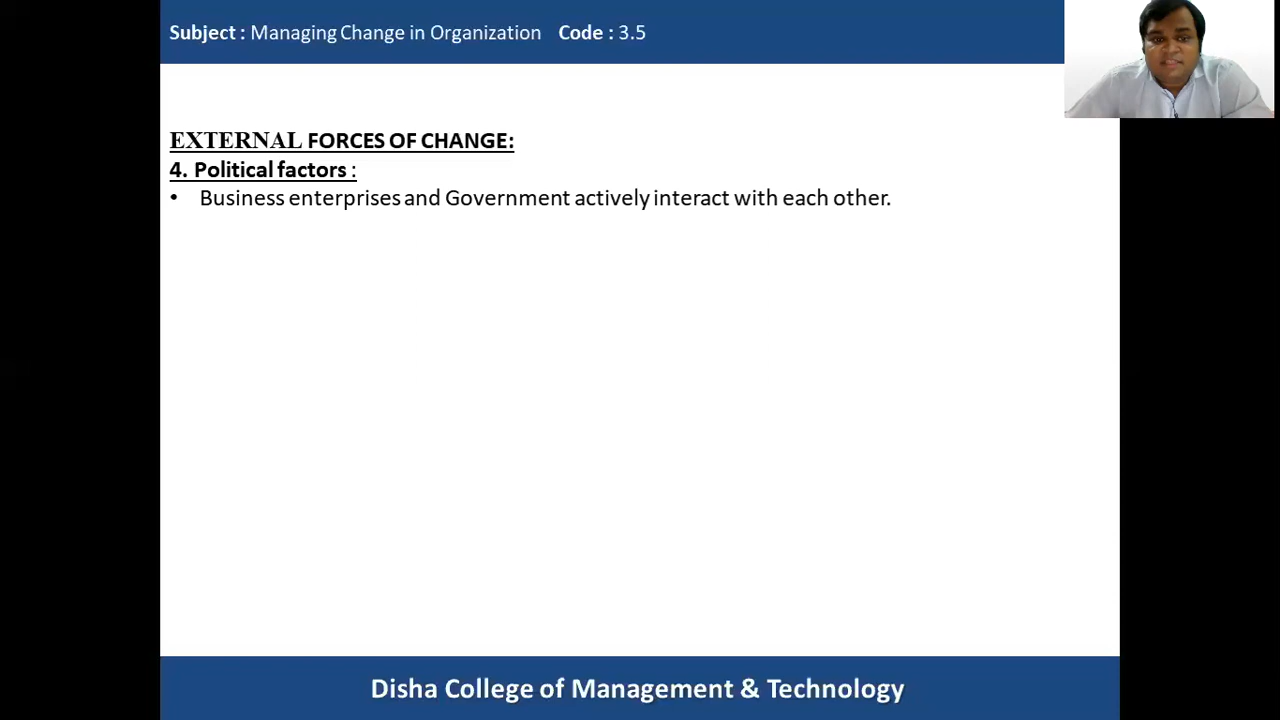 Subject : Managing Change in Organization Code : 3.5
EXTERNAL FORCES OF CHANGE:
4. Political factors :
• Business enterprises and Government actively interact with each other.
Disha College of Management & Technology